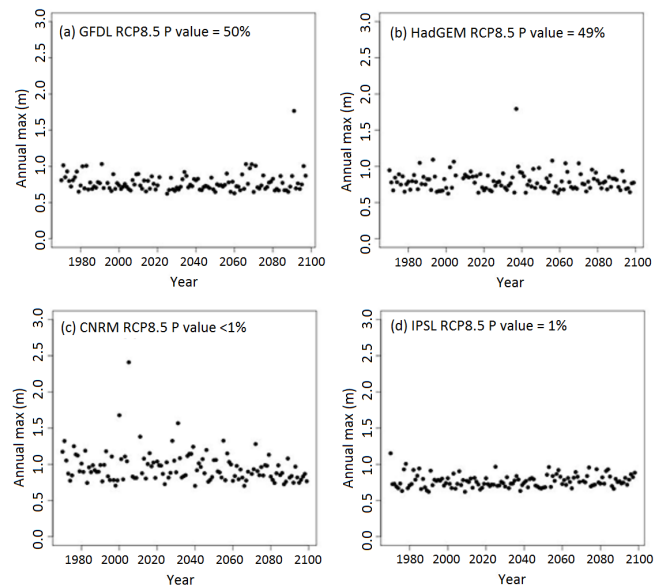 (a) GFDL RCP8.5 P value = 50%
Annual max (m)
3.0
2.5
2.0
1.5
1.0
0.5
0.0
1980 2000 2020 2040 2060 2080 2100
Year
(b) HadGEM RCP8.5 P value = 49%
Annual max (m)
3.0
2.5
2.0
1.5
1.0
0.5
0.0
1980 2000 2020 2040 2060 2080 2100
Year
(c) CNRM RCP8.5 P value <1%
Annual max (m)
3.0
2.5
2.0
1.5
1.0
0.5
0.0
1980 2000 2020 2040 2060 2080 2100
Year
(d) IPSL RCP8.5 P value = 1%
Annual max (m)
3.0
2.5
2.0
1.5
1.0
0.5
0.0
1980 2000 2020 2040 2060 2080 2100
Year